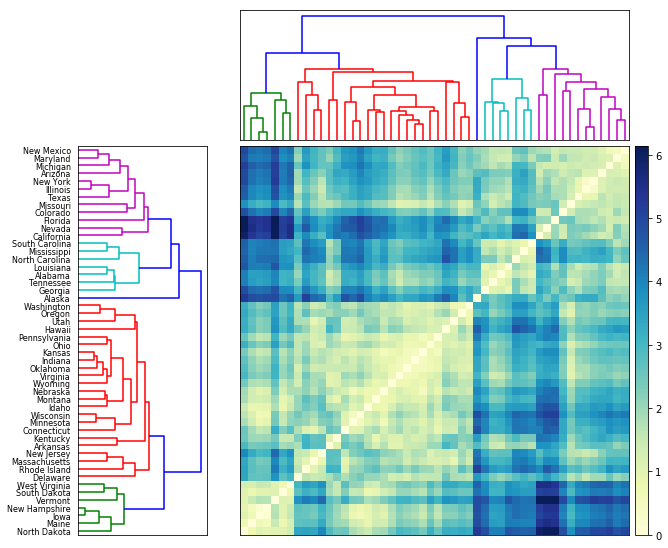 New Mexico
Maryland
Michigan
Arizona
New York
Illinois
Texas
Missouri
Colorado
Florida
Nevada
California
South Carolina
Mississippi
North Carolina
Louisiana
Alabama
Tennessee
Georgia
Alaska
Washington
Oregon
Utah
Hawaii
Pennsylvania
Ohio
Kansas
Indiana
Oklahoma
Virginia
Wyoming
Nebraska
Montana
Idaho
Wisconsin
Minnesota
Connecticut
Kentucky
Arkansas
New Jersey
Massachusetts
Rhode Island
Delaware
West Virginia
South Dakota
Vermont
New Hampshire
Iowa
Maine
North Dakota
6
5
4
3
2
1
0